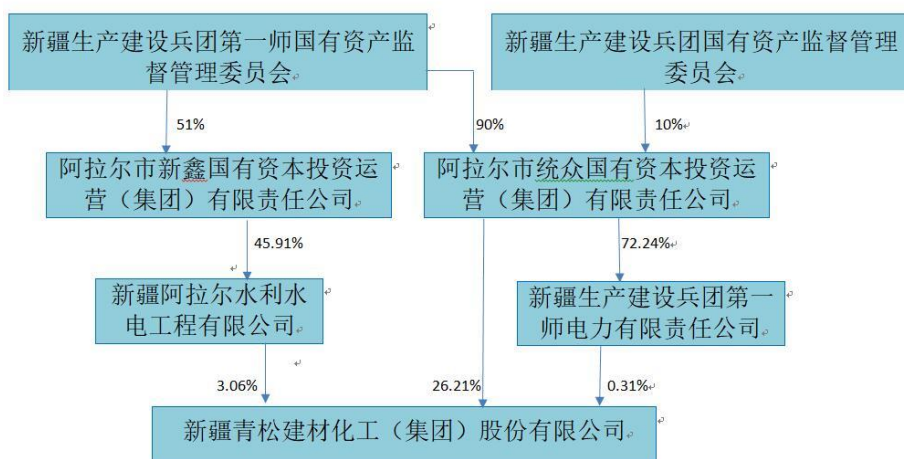 新疆生产建设兵团第一师国有资产监
督管理委员会
新疆生产建设兵团国有资产监督管理
委员会
51%
90%
10%
阿拉尔市新鑫国有资本投资运
营（集团）有限责任公司
阿拉尔市统众国有资本投资运
营（集团）有限责任公司
45.91%
72.24%
新疆阿拉尔水利水
电工程有限公司
新疆生产建设兵团第一
师电力有限责任公司
3.06%
26.21%
0.31%
新疆青松建材化工（集团）股份有限公司